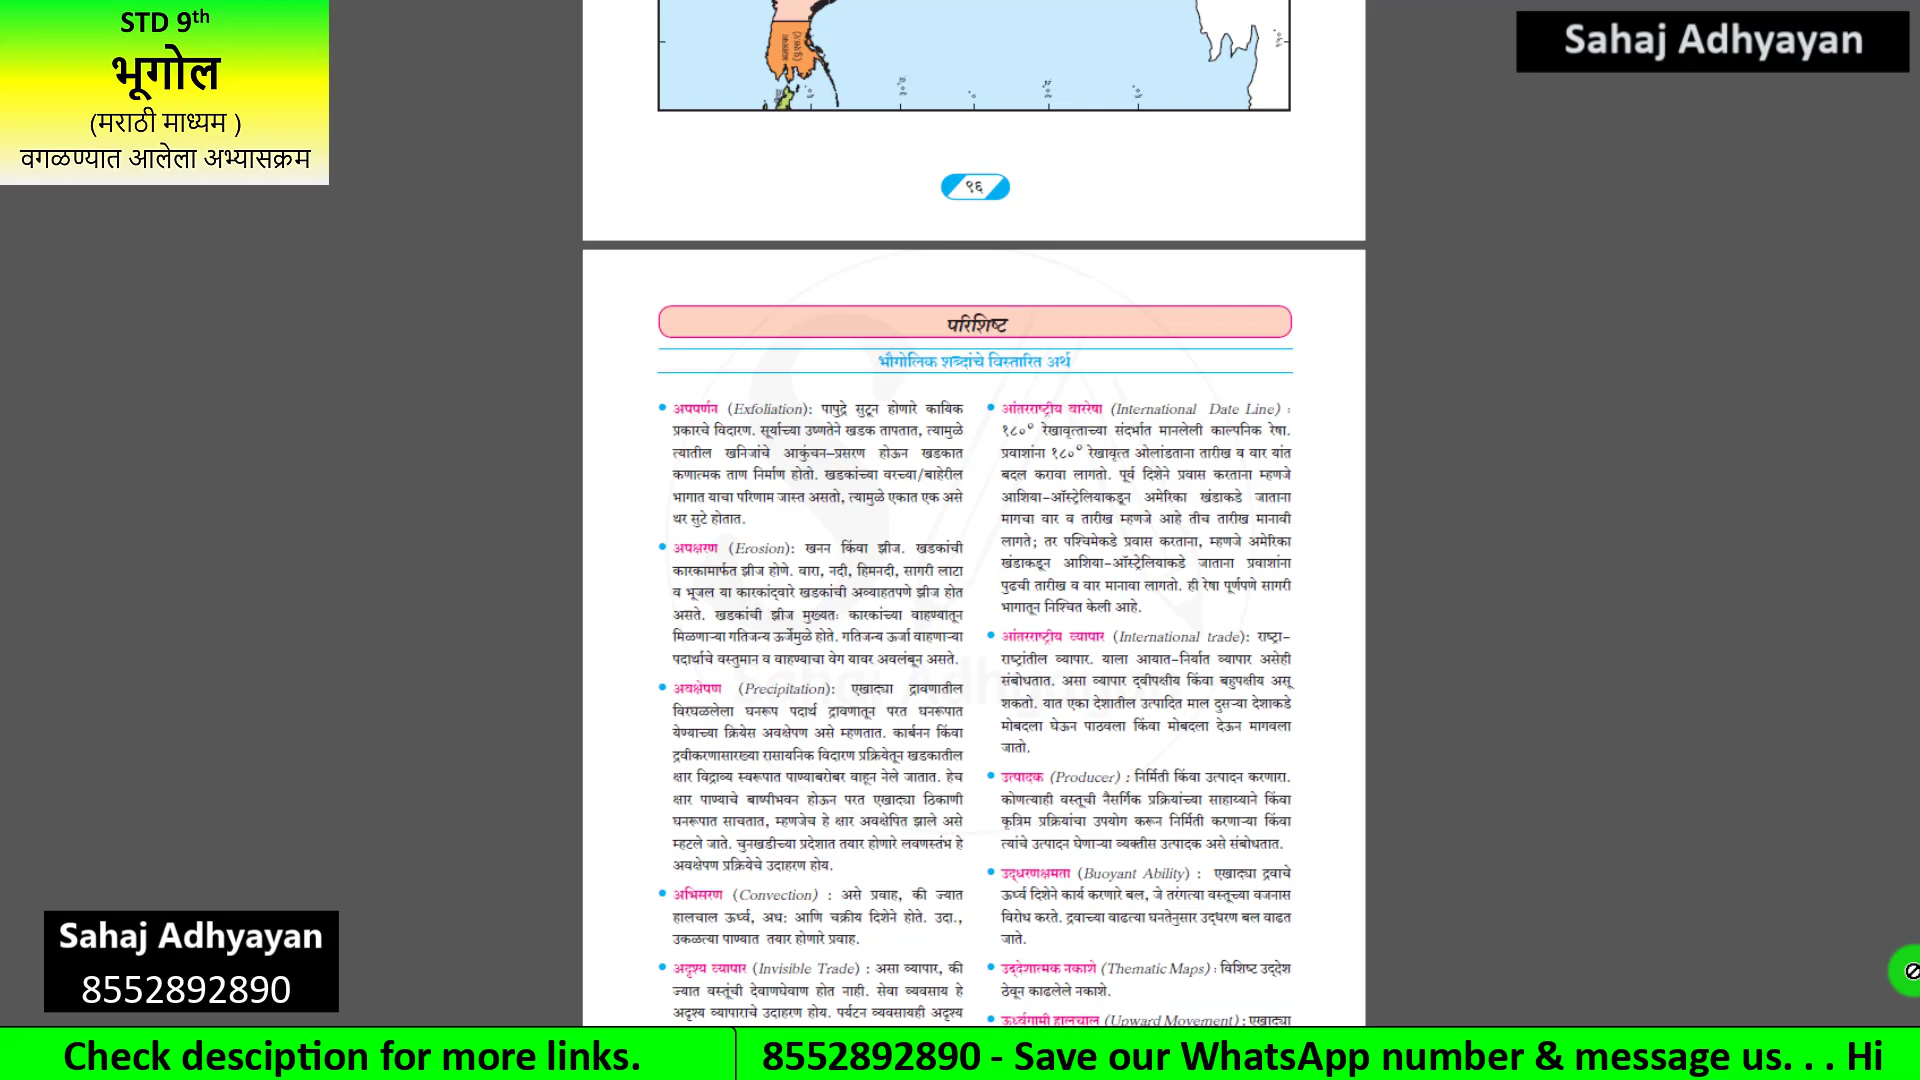 STD 9th
भूगोल
(मराठी माध्यम )
वगळण्यात आलेला अभ्यासक्रम
Sahaj Adhyayan
९६
परिशिष्ट
भौगोलिक शब्दांचे विस्तारित अर्थ
• अपपर्णन (Exfoliation): पापुद्रे सुटून होणारे कायिक
प्रकारचे विदारण. सूर्याच्या उष्णतेने खडक तापतात, त्यामुळे
त्यातील खनिजांचे आकुंचन–प्रसरण होऊन खडकात
कणात्मक ताण निर्माण होतो. खडकांच्या वरच्या/बाहेरील
भागात याचा परिणाम जास्त असतो, त्यामुळे एकात एक असे
थर सुटे होतात.
• अपक्षरण (Erosion): खनन किंवा झीज. खडकांची
कारकामार्फत झीज होणे. वारा, नदी, हिमनदी, सागरी लाटा
व भूजल या कारकांद्वारे खडकांची अव्याहतपणे झीज होत
असते. खडकांची झीज मुख्यतः कारकांच्या वाहण्यातून
मिळणाऱ्या गतिजन्य ऊर्जेमुळे होते. गतिजन्य ऊर्जा वाहणाऱ्या
पदार्थाचे वस्तुमान व वाहण्याचा वेग यावर अवलंबून असते.
• अवक्षेपण (Precipitation): एखाद्या द्रावणातील
विरघळलेला घनरूप पदार्थ द्रावणातून परत घनरूपात
येण्याच्या क्रियेस अवक्षेपण असे म्हणतात. कार्बनन किंवा
द्रवीकरणासारख्या रासायनिक विदारण प्रक्रियेतून खडकातील
क्षार विद्राव्य स्वरूपात पाण्याबरोबर वाहून नेले जातात. हेच
क्षार पाण्याचे बाष्पीभवन होऊन परत एखाद्या ठिकाणी
घनरूपात साचतात, म्हणजेच हे क्षार अवक्षेपित झाले असे
म्हटले जाते. चुनखडीच्या प्रदेशात तयार होणारे लवणस्तंभ हे
अवक्षेपण प्रक्रियेचे उदाहरण होय.
• अभिसरण (Convection) : असे प्रवाह, की ज्यात
हालचाल ऊर्ध्व, अधः आणि चक्रीय दिशेने होते. उदा.,
उकळत्या पाण्यात तयार होणारे प्रवाह.
• अदृश्य व्यापार (Invisible Trade) : असा व्यापार, की
ज्यात वस्तूंची देवाणघेवाण होत नाही. सेवा व्यवसाय हे
अदृश्य व्यापाराचे उदाहरण होय. पर्यटन व्यवसायही अदृश्य
• आंतरराष्ट्रीय वाररेषा (International Date Line) :
१८०° रेखावृत्ताच्या संदर्भात मानलेली काल्पनिक रेषा.
प्रवाशांना १८०° रेखावृत्त ओलांडताना तारीख व वार यांत
बदल करावा लागतो. पूर्व दिशेने प्रवास करताना म्हणजे
आशिया–ऑस्ट्रेलियाकडून अमेरिका खंडाकडे जाताना
मागचा वार व तारीख म्हणजे आहे तीच तारीख मानावी
लागते; तर पश्चिमेकडे प्रवास करताना, म्हणजे अमेरिका
खंडाकडून आशिया–ऑस्ट्रेलियाकडे जाताना प्रवाशांना
पुढची तारीख व वार मानावा लागतो. ही रेषा पूर्णपणे सागरी
भागातून निश्चित केली आहे.
• आंतरराष्ट्रीय व्यापार (International trade): राष्ट्रा–
राष्ट्रांतील व्यापार. याला आयात–निर्यात व्यापार असेही
संबोधतात. असा व्यापार द्वीपक्षीय किंवा बहुपक्षीय असू
शकतो. यात एका देशातील उत्पादित माल दुसऱ्या देशाकडे
मोबदला घेऊन पाठवला किंवा मोबदला देऊन मागवला
जातो.
• उत्पादक (Producer) : निर्मिती किंवा उत्पादन करणारा.
कोणत्याही वस्तूची नैसर्गिक प्रक्रियांच्या साहाय्याने किंवा
कृत्रिम प्रक्रियांचा उपयोग करून निर्मिती करणाऱ्या किंवा
त्यांचे उत्पादन घेणाऱ्या व्यक्तीस उत्पादक असे संबोधतात.
• उद्धरणक्षमता (Buoyant Ability) : एखाद्या द्रवाचे
ऊर्ध्व दिशेने कार्य करणारे बल, जे तरंगत्या वस्तूच्या वजनास
विरोध करते. द्रवाच्या वाढत्या घनतेनुसार उद्धरण बल वाढत
जाते.
• उद्देशात्मक नकाशे (Thematic Maps) : विशिष्ट उद्देश
ठेवून काढलेले नकाशे.
• ऊर्ध्वगामी हालचाल (Upward Movement) : एखाद्या
Sahaj Adhyayan
8552892890
Check desciption for more links.
8552892890 - Save our WhatsApp number & message us. . . Hi